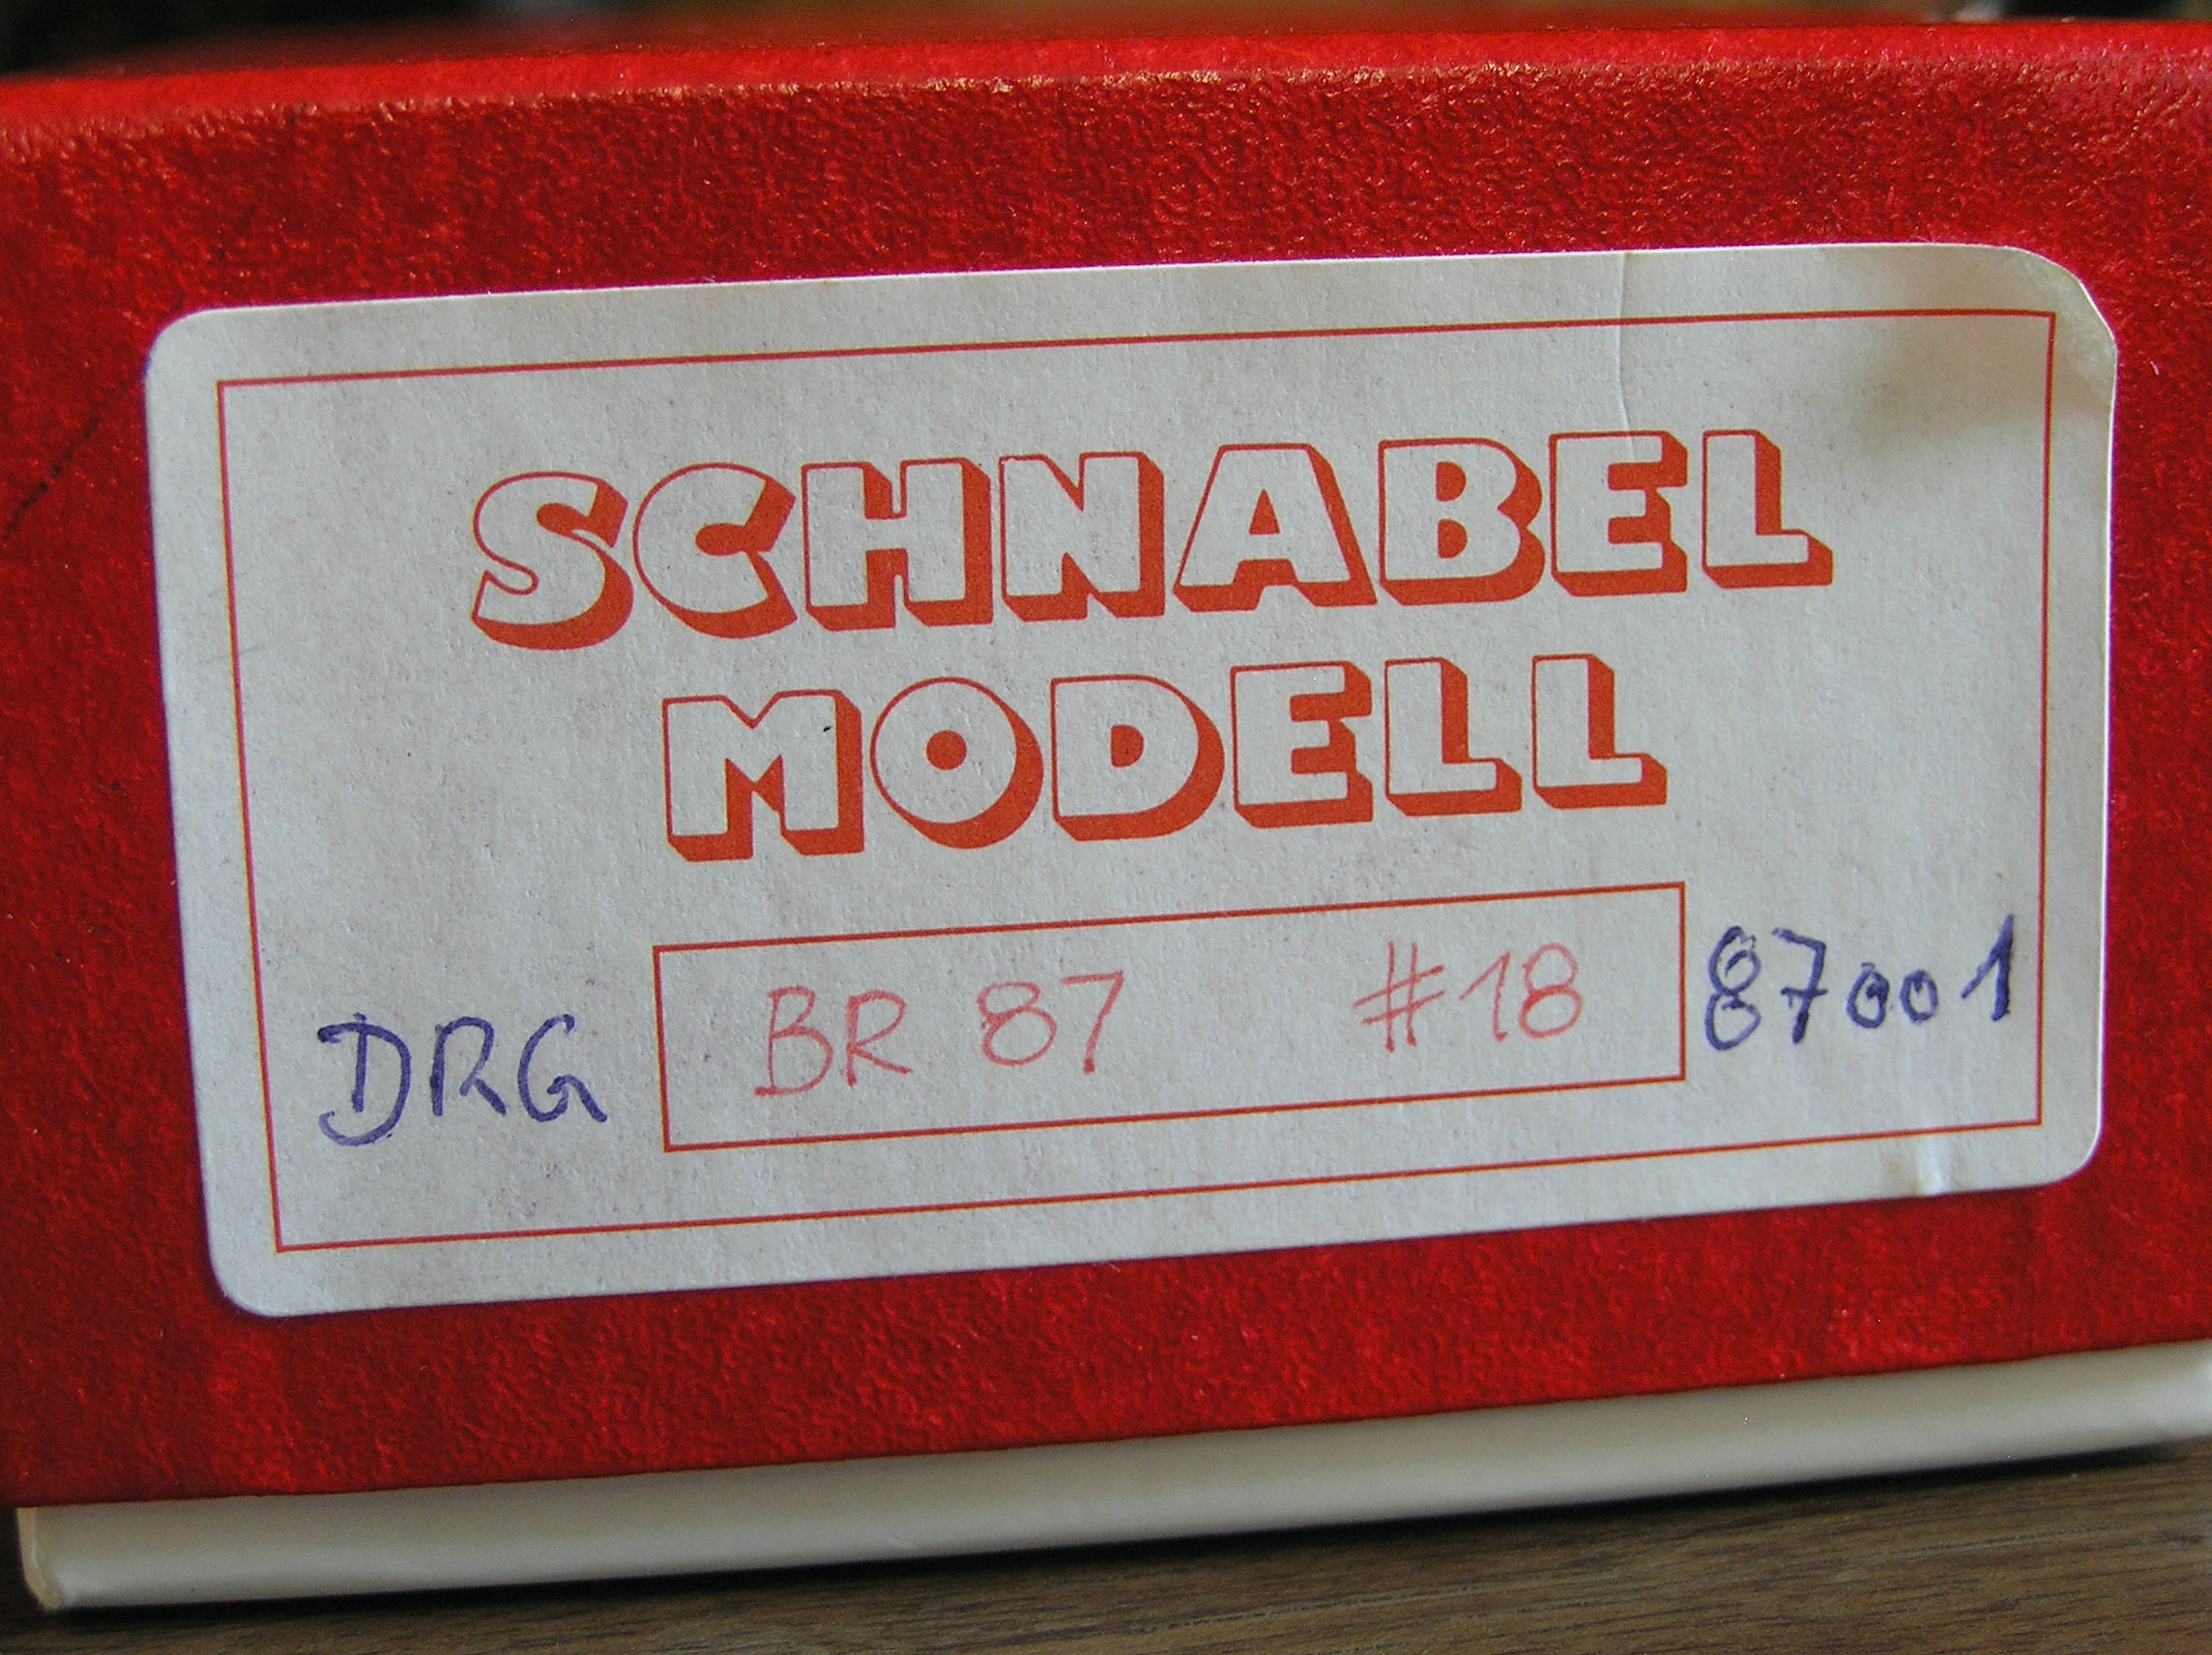 SCHNABEL
MODELL
DRG BR 87 #18 87001